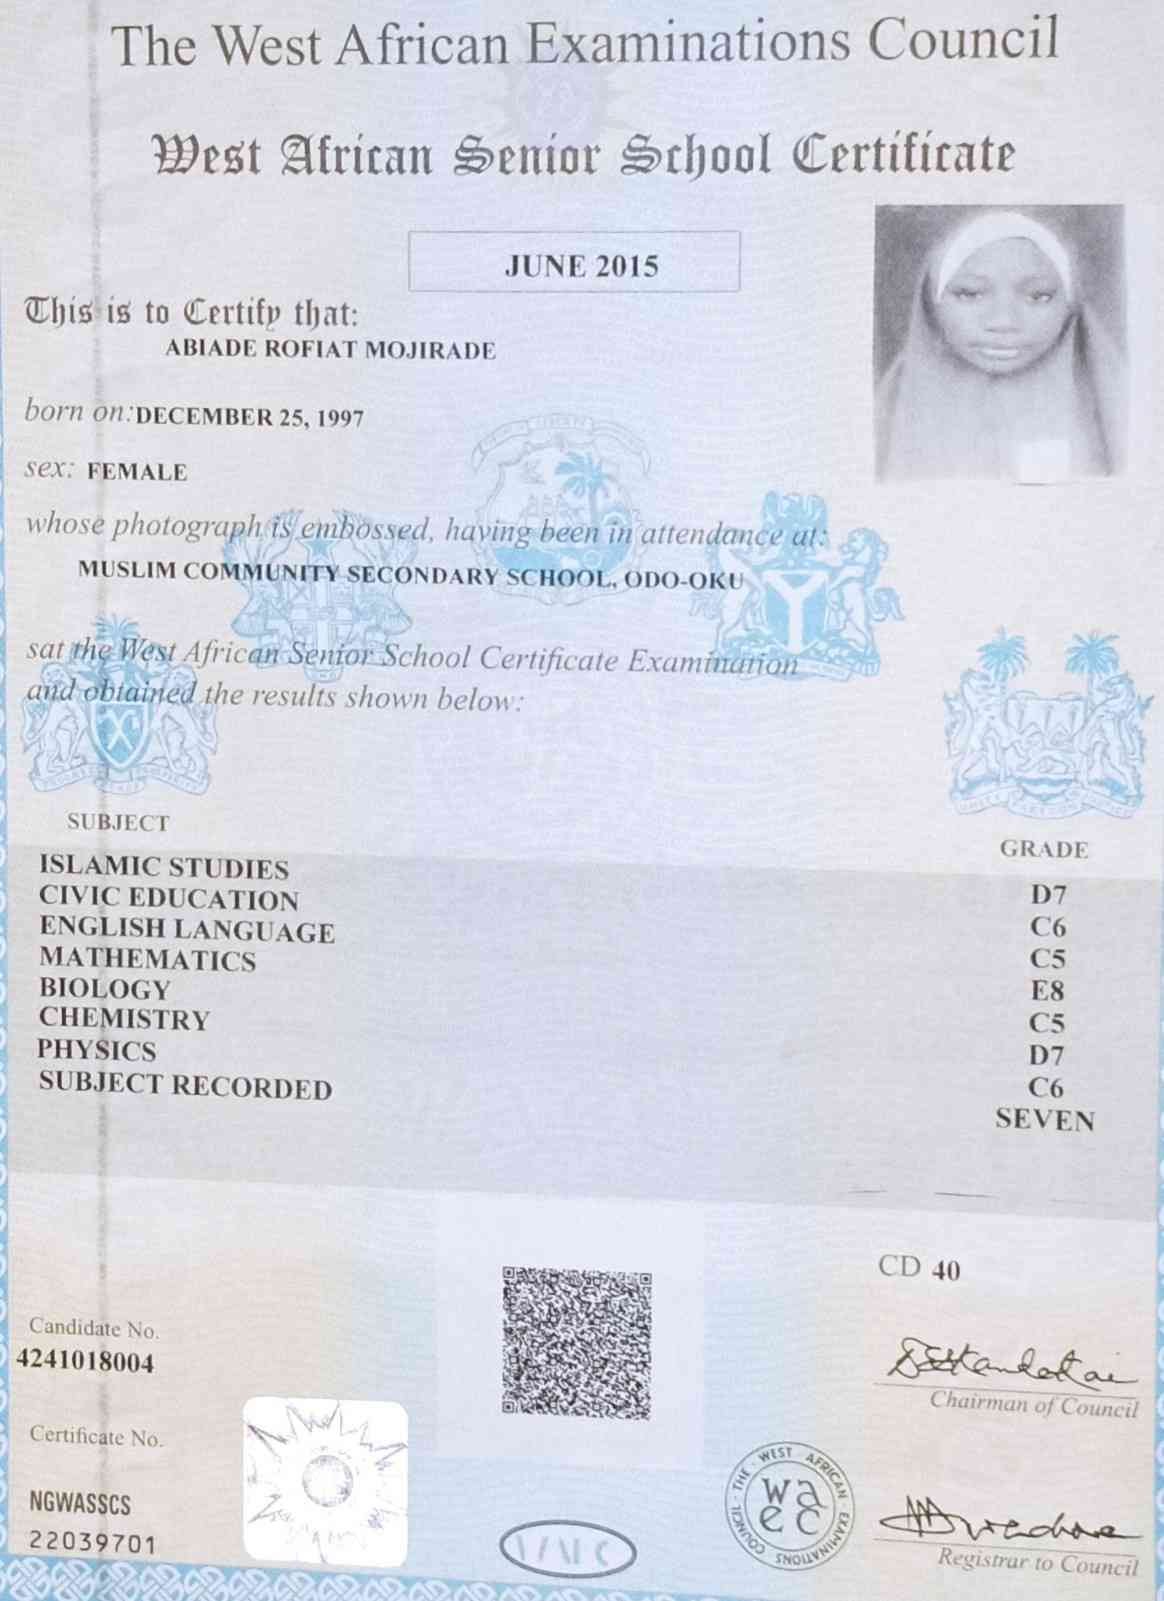 The West African Examinations Council
West African Senior School Certificate
JUNE 2015
This is to Certify that:
ABIADE ROFIAT MOJIRADE
born on: DECEMBER 25, 1997
sex: FEMALE
whose photograph is embossed, having been in attendance at:
MUSLIM COMMUNITY SECONDARY SCHOOL, ODO-OKU
sat the West African Senior School Certificate Examination
and obtained the results shown below:
SUBJECT GRADE
ISLAMIC STUDIES D7
CIVIC EDUCATION C6
ENGLISH LANGUAGE C5
MATHEMATICS E8
BIOLOGY C5
CHEMISTRY D7
PHYSICS C6
SUBJECT RECORDED SEVEN
CD 40
Candidate No.
4241018004
Chairman of Council
Certificate No.
NGWASSCS
22039701
THE WEST AFRICAN EXAMINATIONS COUNCIL
waec
Registrar to Council